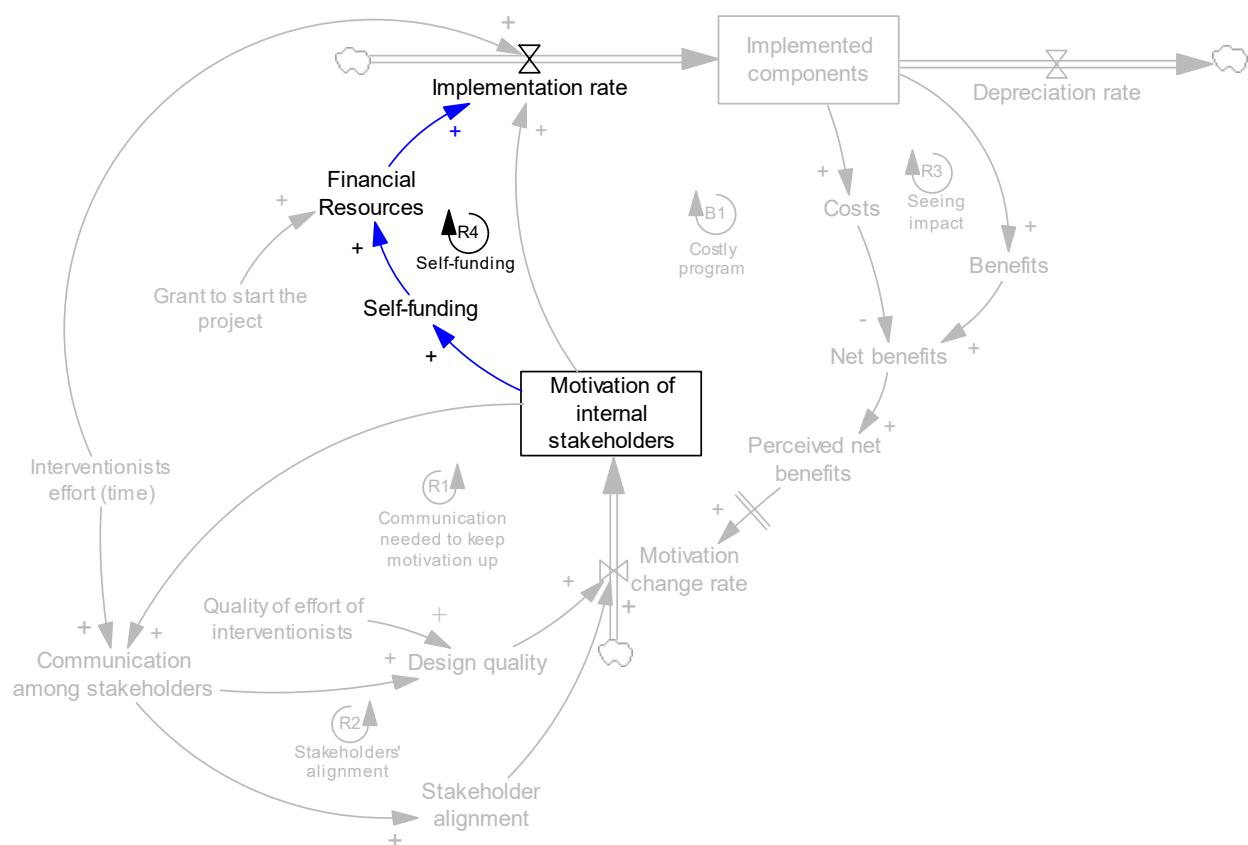 +
Implementation rate
Implemented
components
Depreciation rate
+
+
Financial
Resources
+
+
Grant to start the
project
R4
Self-funding
Self-funding
+
B1
Costly
program
+
Costs
R3
Seeing
impact
+
Benefits
-
Net benefits
+
Motivation of
internal
stakeholders
+
Perceived net
benefits
+
Motivation
change rate
Interventionists
effort (time)
R1
Communication
needed to keep
motivation up
Quality of effort of
interventionists
+
+
+
+
+
Communication
among stakeholders
+
Design quality
R2
Stakeholders'
alignment
Stakeholder
alignment
+